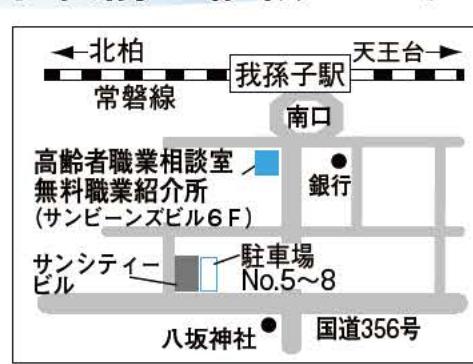 北柏
天王台
我孫子駅
常磐線
南口
高齢者職業相談室
無料職業紹介所
(サンビーンズビル6F)
銀行
サンシティー
ビル
駐車場
No.5〜8
八坂神社
国道356号